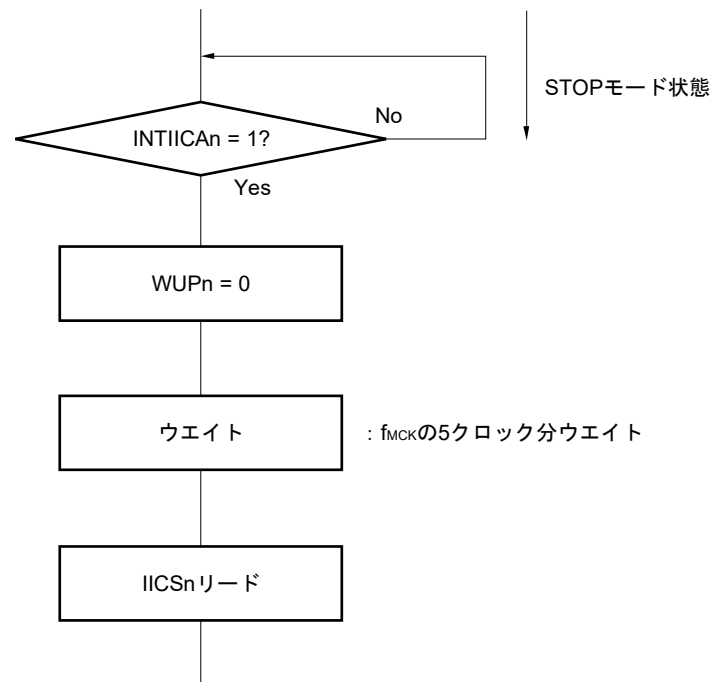 STOPモード状態
No
INTIICAn = 1?
Yes
WUPn = 0
ウエイト
: fMCKの5クロック分ウエイト
IICSnリード